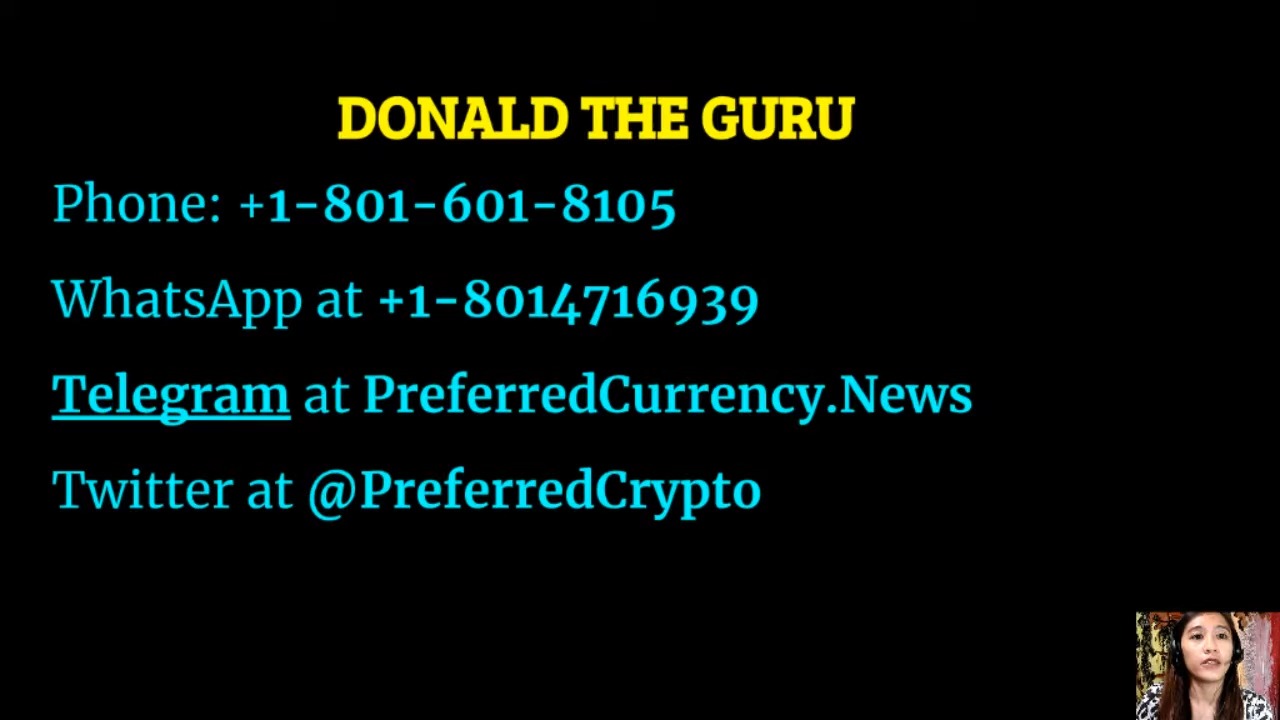 DONALD THE GURU
Phone: +1-801-601-8105
WhatsApp at +1-8014716939
Telegram at PreferredCurrency.News
Twitter at @PreferredCrypto